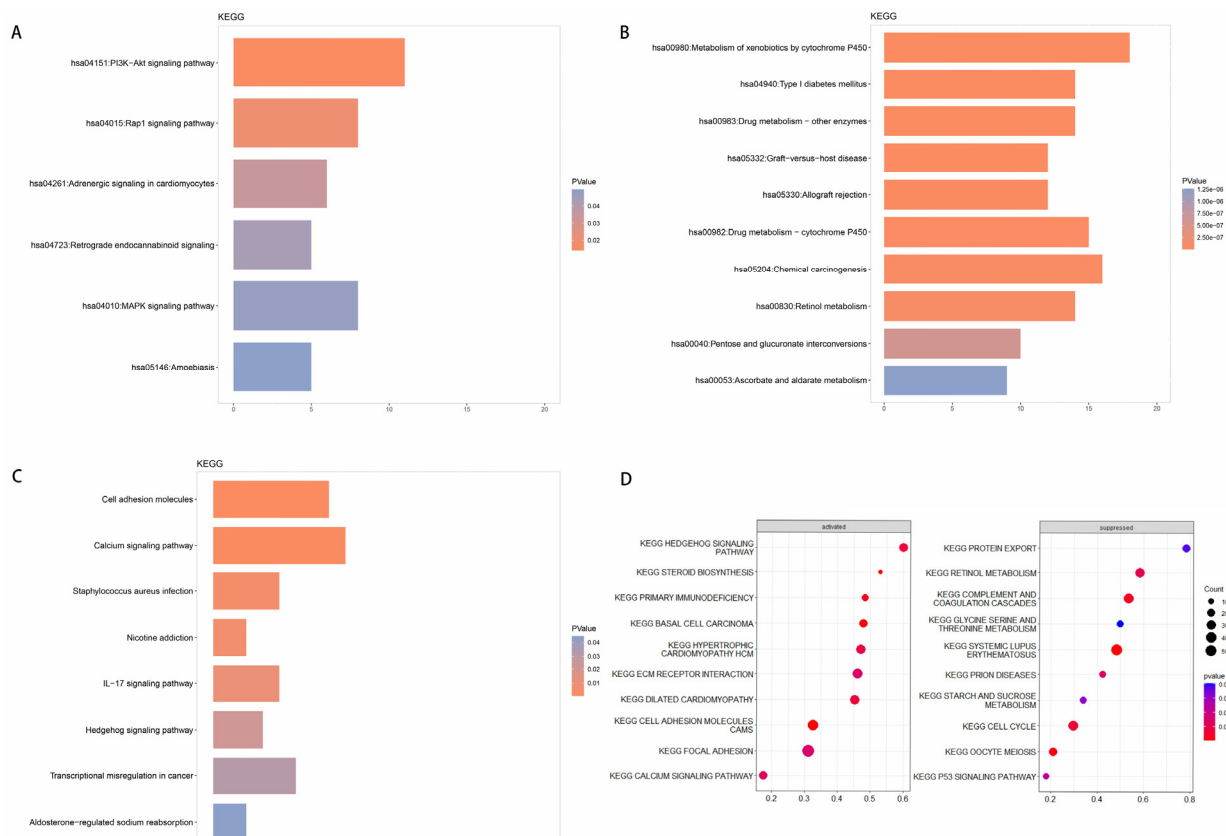 A
KEGG
hsa04151:PI3K-Akt signaling pathway
hsa04015:Rap1 signaling pathway
hsa04261:Adrenergic signaling in cardiomyocytes
hsa04723:Retrograde endocannabinoid signaling
hsa04010:MAPK signaling pathway
hsa05146:Amoebiasis
0 5 10 15 20
PValue
0.04
0.03
0.02
B
KEGG
hsa00980:Metabolism of xenobiotics by cytochrome P450
hsa04940:Type I diabetes mellitus
hsa00983:Drug metabolism - other enzymes
hsa05332:Graft-versus-host disease
hsa05330:Allograft rejection
hsa00982:Drug metabolism - cytochrome P450
hsa05204:Chemical carcinogenesis
hsa00830:Retinol metabolism
hsa00040:Pentose and glucuronate interconversions
hsa00053:Ascorbate and aldarate metabolism
0 5 10 15 20
PValue
1.25e-06
1.00e-06
7.50e-07
5.00e-07
2.50e-07
C
KEGG
Cell adhesion molecules
Calcium signaling pathway
Staphylococcus aureus infection
Nicotine addiction
IL-17 signaling pathway
Hedgehog signaling pathway
Transcriptional misregulation in cancer
Aldosterone-regulated sodium reabsorption
PValue
0.04
0.03
0.02
0.01
D
activated
KEGG HEDGEHOG SIGNALING
PATHWAY
KEGG STEROID BIOSYNTHESIS
KEGG PRIMARY IMMUNODEFICIENCY
KEGG BASAL CELL CARCINOMA
KEGG HYPERTROPHIC
CARDIOMYOPATHY HCM
KEGG ECM RECEPTOR INTERACTION
KEGG DILATED CARDIOMYOPATHY
KEGG CELL ADHESION MOLECULES
CAMS
KEGG FOCAL ADHESION
KEGG CALCIUM SIGNALING PATHWAY
0.2 0.3 0.4 0.5 0.6
suppressed
KEGG PROTEIN EXPORT
KEGG RETINOL METABOLISM
KEGG COMPLEMENT AND
COAGULATION CASCADES
KEGG GLYCINE SERINE AND
THREONINE METABOLISM
KEGG SYSTEMIC LUPUS
ERYTHEMATOSUS
KEGG PRION DISEASES
KEGG STARCH AND SUCROSE
METABOLISM
KEGG CELL CYCLE
KEGG OOCYTE MEIOSIS
KEGG P53 SIGNALING PATHWAY
0.2 0.4 0.6 0.8
Count
pvalue
0.0
0.0
0.0